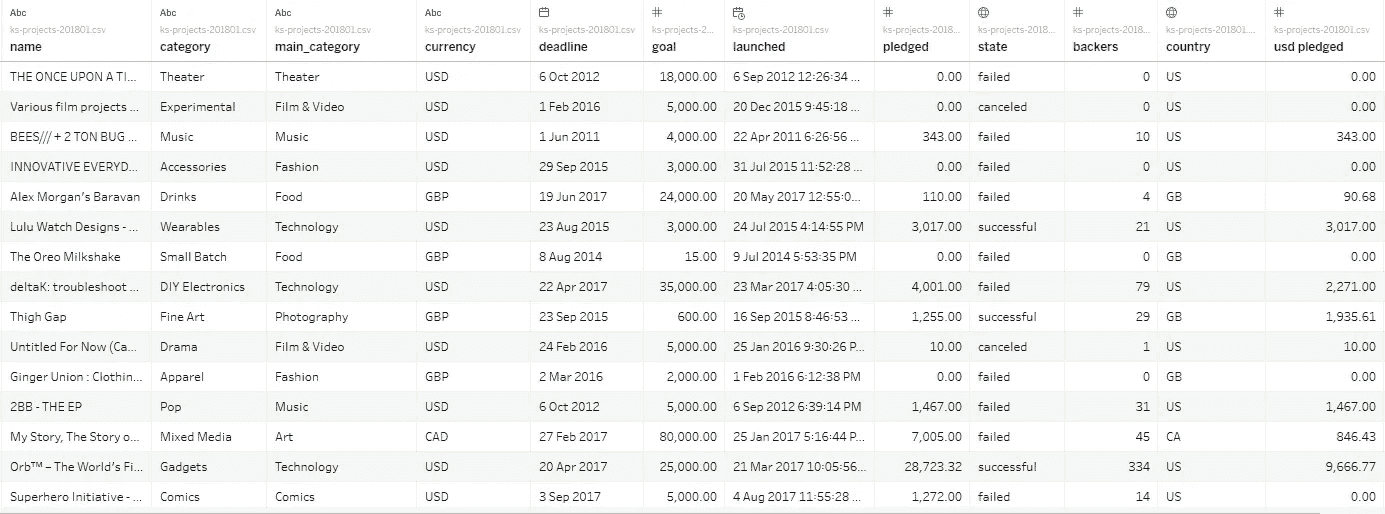 Abc Abc Abc Abc
ks-projects-201801.csv ks-projects-201801.csv ks-projects-201801.csv ks-projects-201801.csv ks-projects-201801.csv ks-projects-2... ks-projects-201801.csv ks-projects-2018... ks-projects-2018... ks-projects-2018... ks-projects-201801.... ks-projects-2018...
name category main_category currency deadline goal launched pledged state backers country usd pledged
THE ONCE UPON A TI... Theater Theater USD 6 Oct 2012 18,000.00 6 Sep 2012 12:26:34 ... 0.00 failed 0 US 0.00
Various film projects ... Experimental Film & Video USD 1 Feb 2016 5,000.00 20 Dec 2015 9:45:18 ... 0.00 canceled 0 US 0.00
BEES/// + 2 TON BUG ... Music Music USD 1 Jun 2011 4,000.00 22 Apr 2011 6:26:56 ... 343.00 failed 10 US 343.00
INNOVATIVE EVERYD... Accessories Fashion USD 29 Sep 2015 3,000.00 31 Jul 2015 11:52:28 ... 0.00 failed 0 US 0.00
Alex Morgan's Baravan Drinks Food GBP 19 Jun 2017 24,000.00 20 May 2017 12:55:0... 110.00 failed 4 GB 90.68
Lulu Watch Designs - ... Wearables Technology USD 23 Aug 2015 3,000.00 24 Jul 2015 4:14:55 PM 3,017.00 successful 21 US 3,017.00
The Oreo Milkshake Small Batch Food GBP 8 Aug 2014 15.00 9 Jul 2014 5:53:35 PM 0.00 failed 0 GB 0.00
deltaK: troubleshoot ... DIY Electronics Technology USD 22 Apr 2017 35,000.00 23 Mar 2017 4:05:30 ... 4,001.00 failed 79 US 2,271.00
Thigh Gap Fine Art Photography GBP 23 Sep 2015 600.00 16 Sep 2015 8:46:53 ... 1,255.00 successful 29 GB 1,935.61
Untitled For Now (Ca... Drama Film & Video USD 24 Feb 2016 5,000.00 25 Jan 2016 9:30:26 P... 10.00 canceled 1 US 10.00
Ginger Union : Clothin... Apparel Fashion GBP 2 Mar 2016 2,000.00 1 Feb 2016 6:12:38 PM 0.00 failed 0 GB 0.00
2BB - THE EP Pop Music USD 6 Oct 2012 5,000.00 6 Sep 2012 6:39:14 PM 1,467.00 failed 31 US 1,467.00
My Story, The Story o... Mixed Media Art CAD 27 Feb 2017 80,000.00 25 Jan 2017 5:16:44 P... 7,005.00 failed 45 CA 846.43
Orb™ – The World's Fi... Gadgets Technology USD 20 Apr 2017 25,000.00 21 Mar 2017 10:05:56... 28,723.32 successful 334 US 9,666.77
Superhero Initiative - ... Comics Comics USD 3 Sep 2017 5,000.00 4 Aug 2017 11:55:28 ... 1,272.00 failed 14 US 0.00